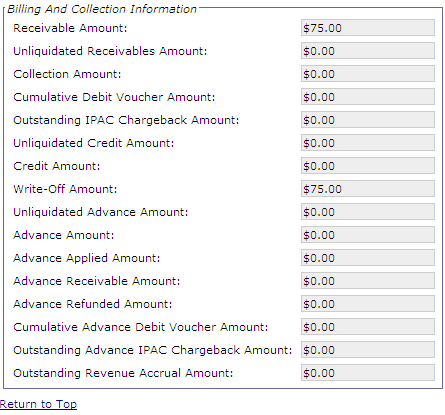 Billing And Collection Information
Receivable Amount: $75.00
Unliquidated Receivables Amount: $0.00
Collection Amount: $0.00
Cumulative Debit Voucher Amount: $0.00
Outstanding IPAC Chargeback Amount: $0.00
Unliquidated Credit Amount: $0.00
Credit Amount: $0.00
Write-Off Amount: $75.00
Unliquidated Advance Amount: $0.00
Advance Amount: $0.00
Advance Applied Amount: $0.00
Advance Receivable Amount: $0.00
Advance Refunded Amount: $0.00
Cumulative Advance Debit Voucher Amount: $0.00
Outstanding Advance IPAC Chargeback Amount: $0.00
Outstanding Revenue Accrual Amount: $0.00
Return to Top